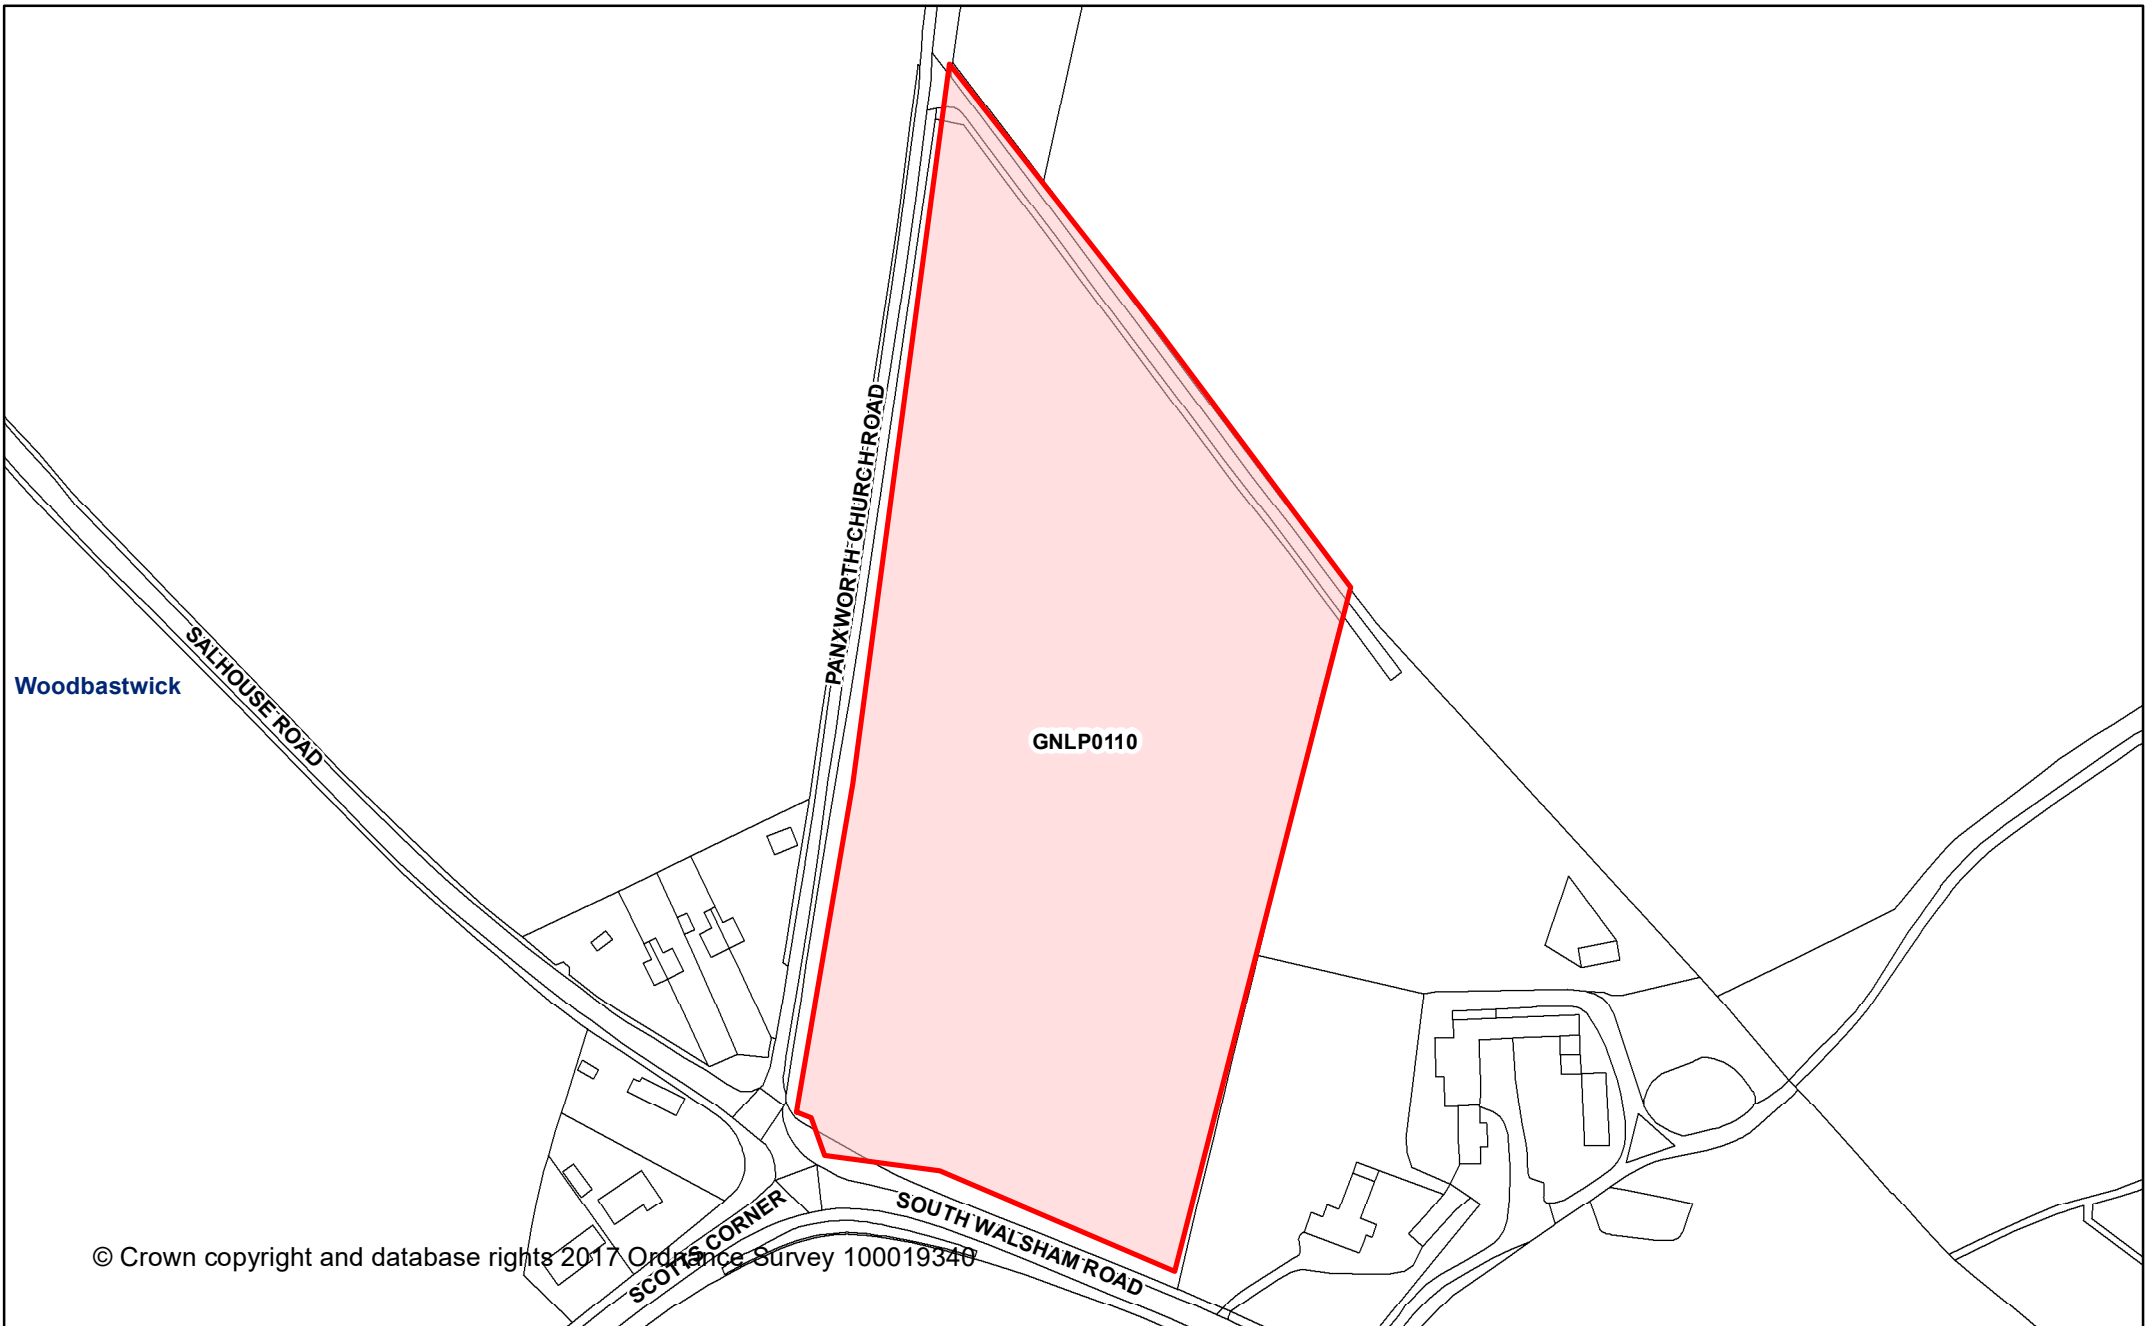 PANXWORTH CHURCH ROAD
SALHOUSE ROAD
Woodbastwick
GNLP0110
SCOTTS CORNER
SOUTH WALSHAM ROAD
© Crown copyright and database rights 2017 Ordnance Survey 100019340